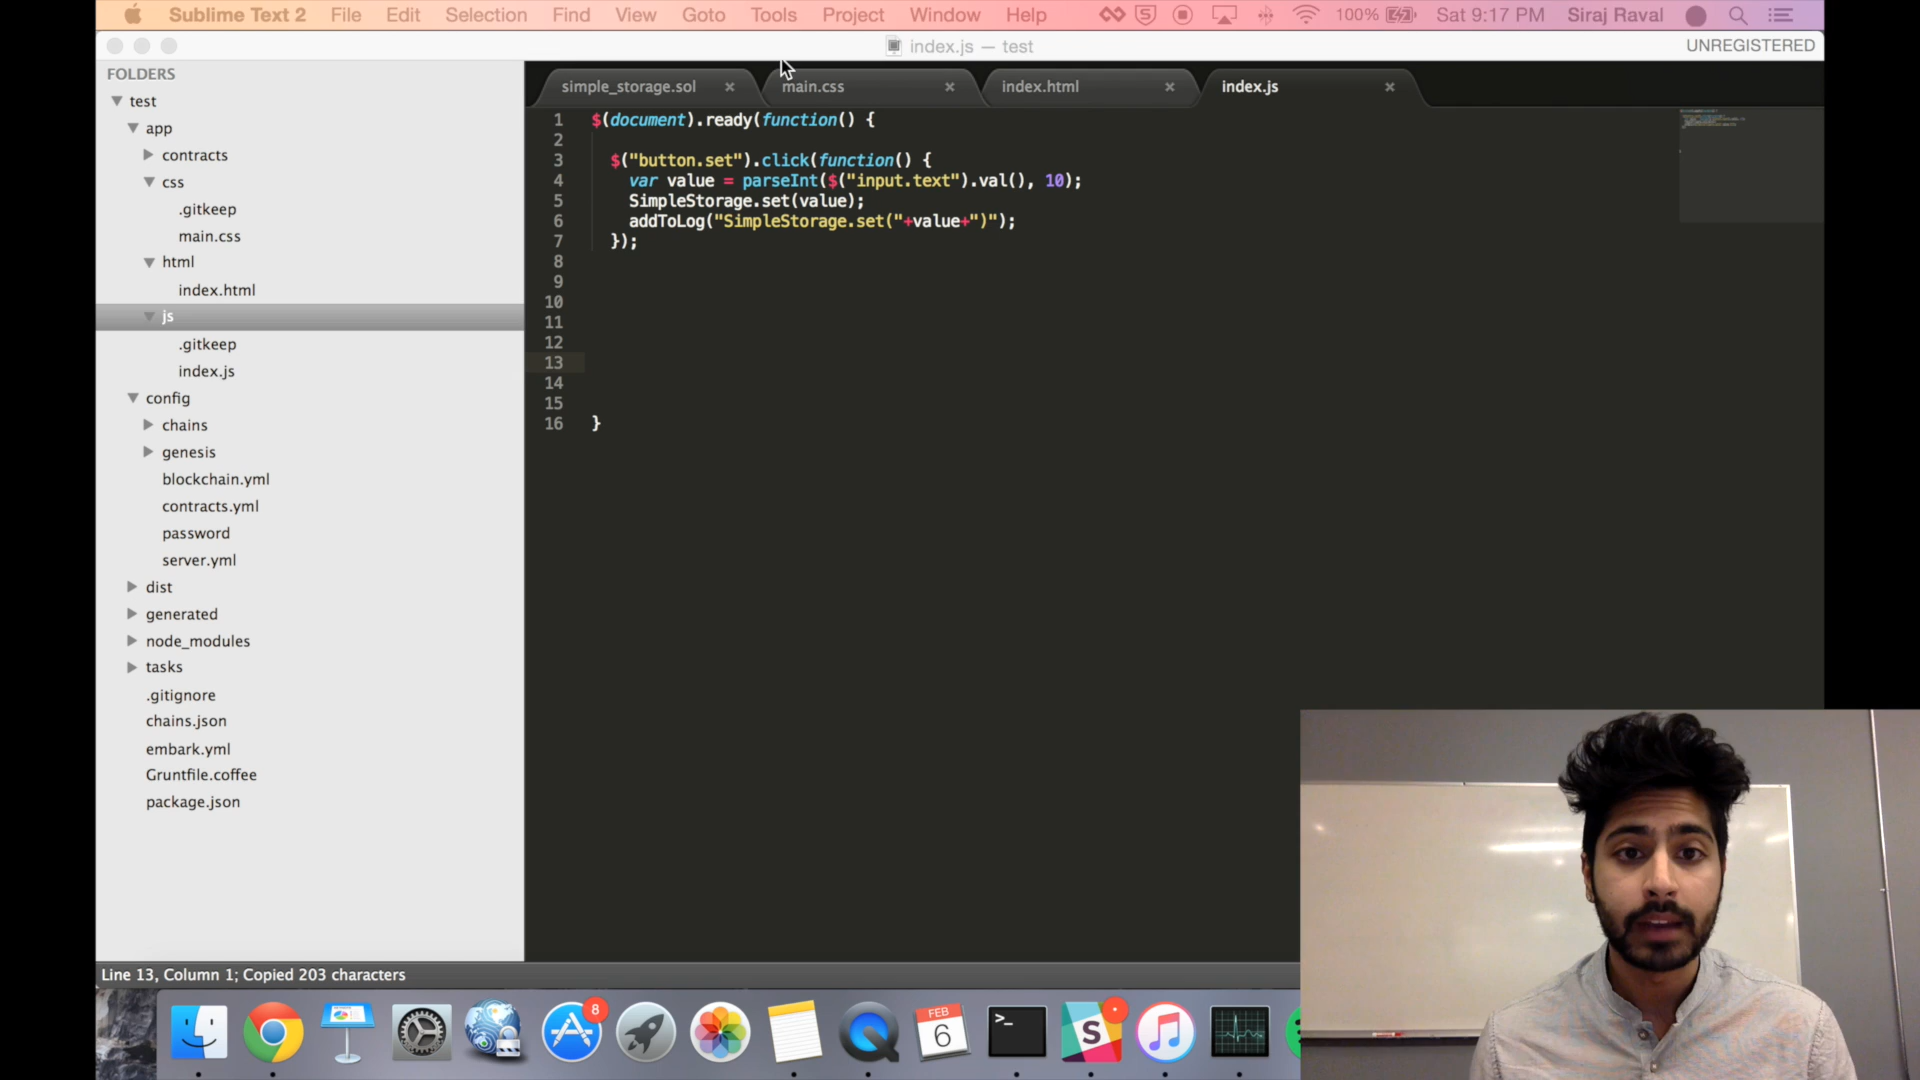 Sublime Text 2 File Edit Selection Find View Goto Tools Project Window Help 5 100% Sat 9:17 PM Siraj Raval
index.js — test
UNREGISTERED
FOLDERS
test
app
contracts
css
.gitkeep
main.css
html
index.html
js
.gitkeep
index.js
config
chains
genesis
blockchain.yml
contracts.yml
password
server.yml
dist
generated
node_modules
tasks
.gitignore
chains.json
embark.yml
Gruntfile.coffee
package.json
simple_storage.sol × main.css × index.html × index.js ×
1 $(document).ready(function() {
2
3 $("button.set").click(function() {
4 var value = parseInt($("input.text").val(), 10);
5 SimpleStorage.set(value);
6 addToLog("SimpleStorage.set("+value+")");
7 });
8
9
10
11
12
13
14
15
16 }
Line 13, Column 1; Copied 203 characters
8
FEB
6
>_
S